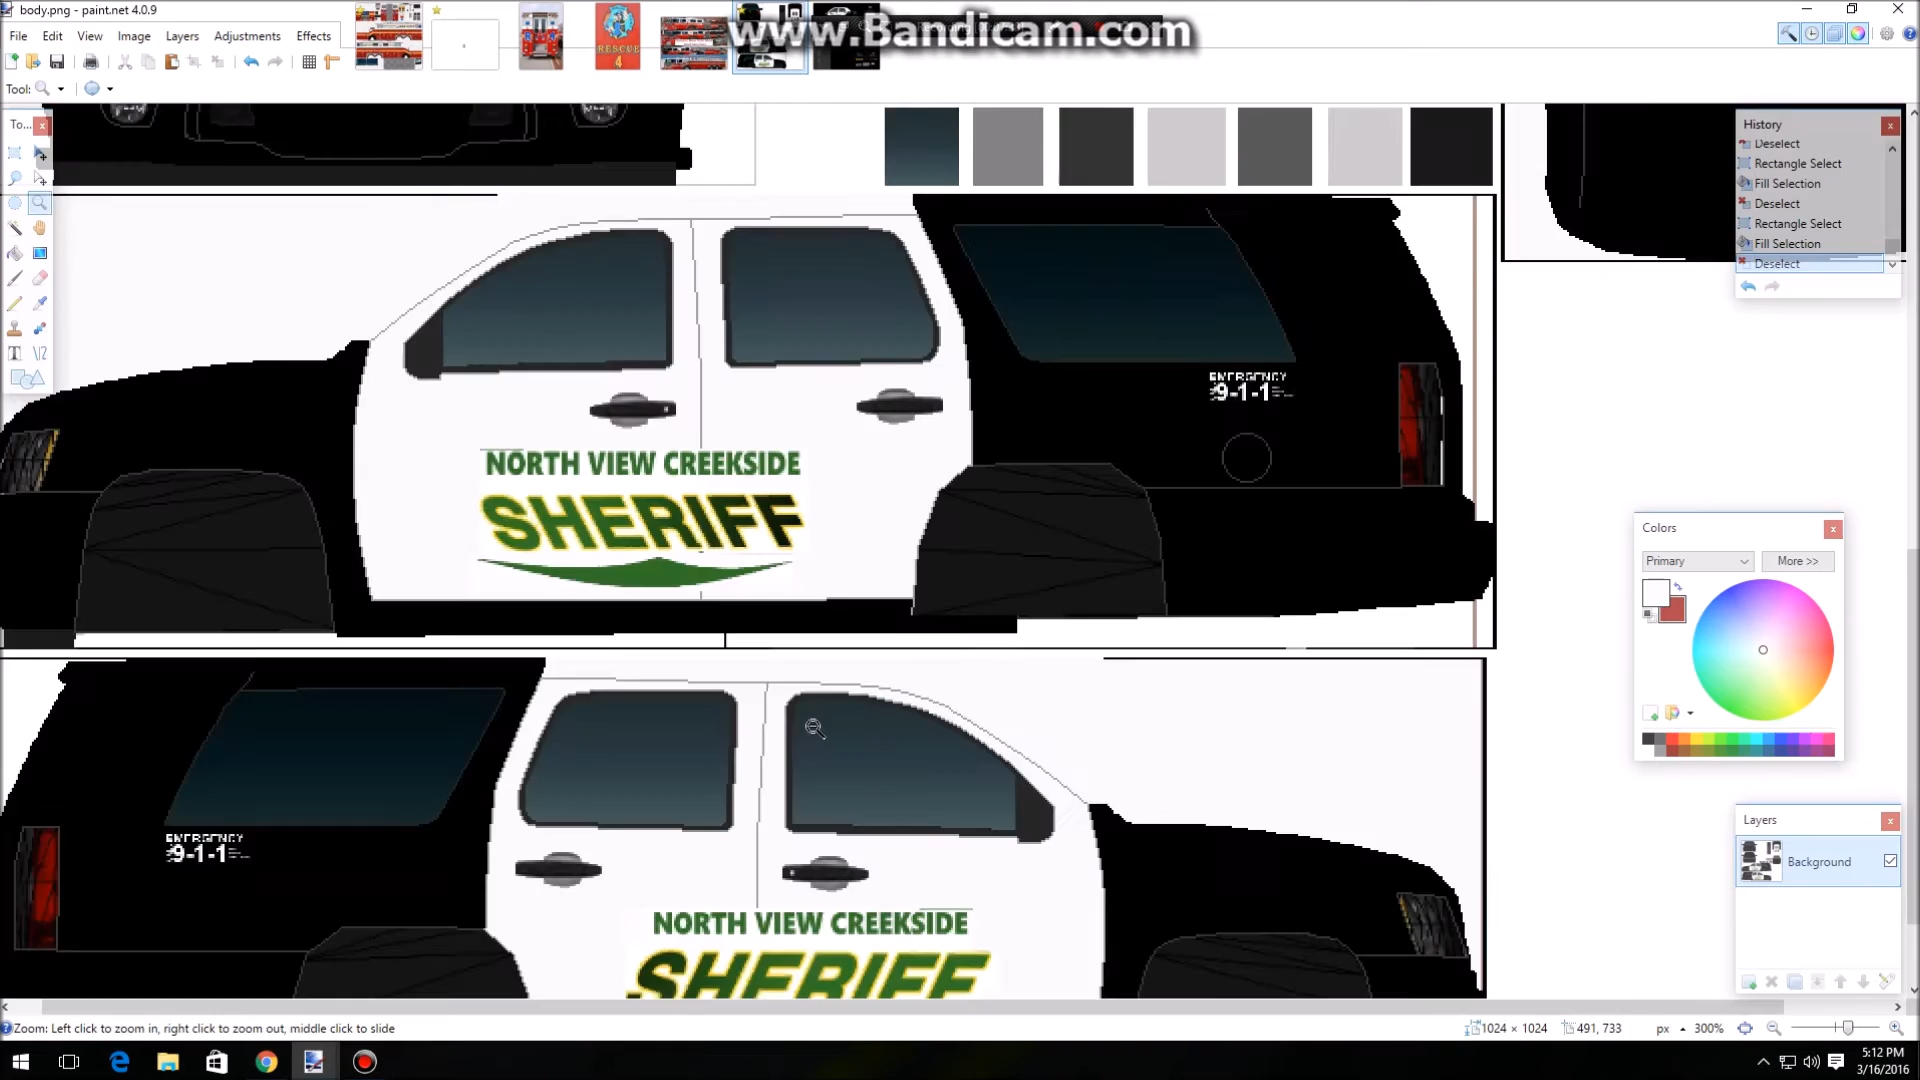 body.png - paint.net 4.0.9
www.Bandicam.com
File Edit View Image Layers Adjustments Effects
RESCUE
4
Tool:
To...
History
Deselect
Rectangle Select
Fill Selection
Deselect
Rectangle Select
Fill Selection
Deselect
EMERGENCY
9-1-1
NORTH VIEW CREEKSIDE
SHERIFF
Colors
Primary
More >>
EMERGENCY
9-1-1
NORTH VIEW CREEKSIDE
SHERIFF
Layers
Background
Zoom: Left click to zoom in, right click to zoom out, middle click to slide
1024 × 1024
491, 733
px
300%
5:12 PM
3/16/2016